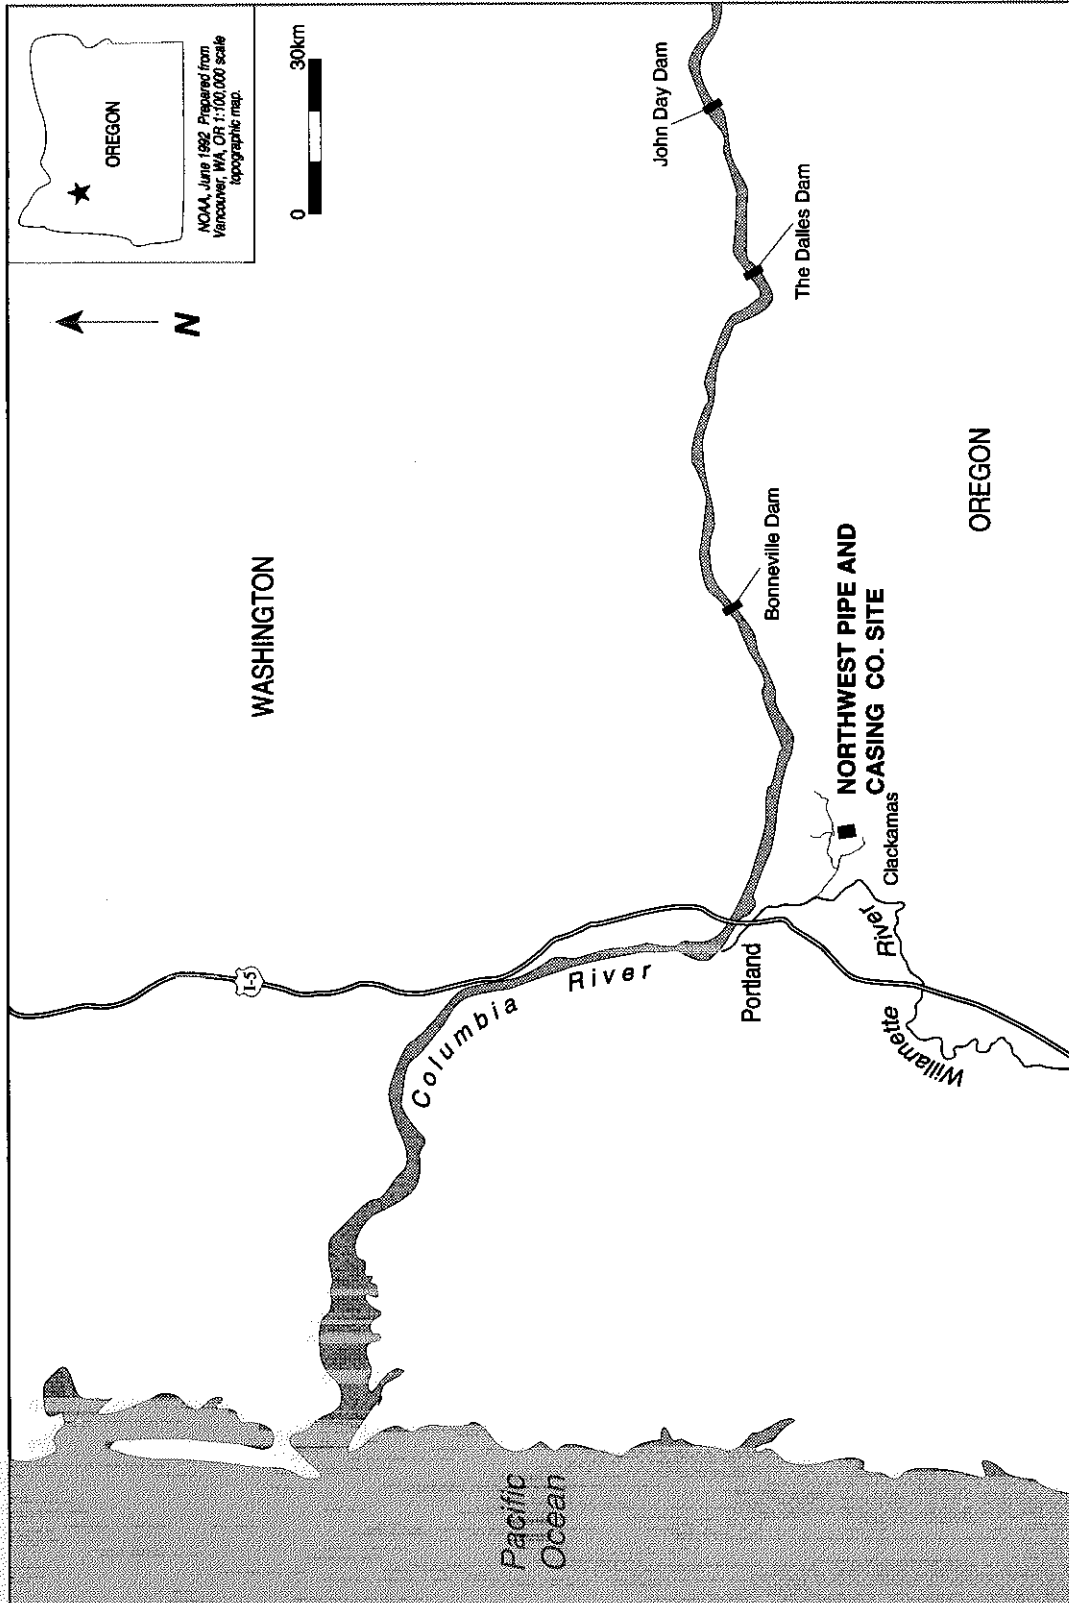 OREGON
NOAA, June 1992 Prepared from
Vancouver, WA, OR 1:100,000 scale
topographic map.
N
0
30km
WASHINGTON
I-5
Columbia River
Pacific
Ocean
Portland
Willamette River
Clackamas
NORTHWEST PIPE AND
CASING CO. SITE
Bonneville Dam
The Dalles Dam
John Day Dam
OREGON